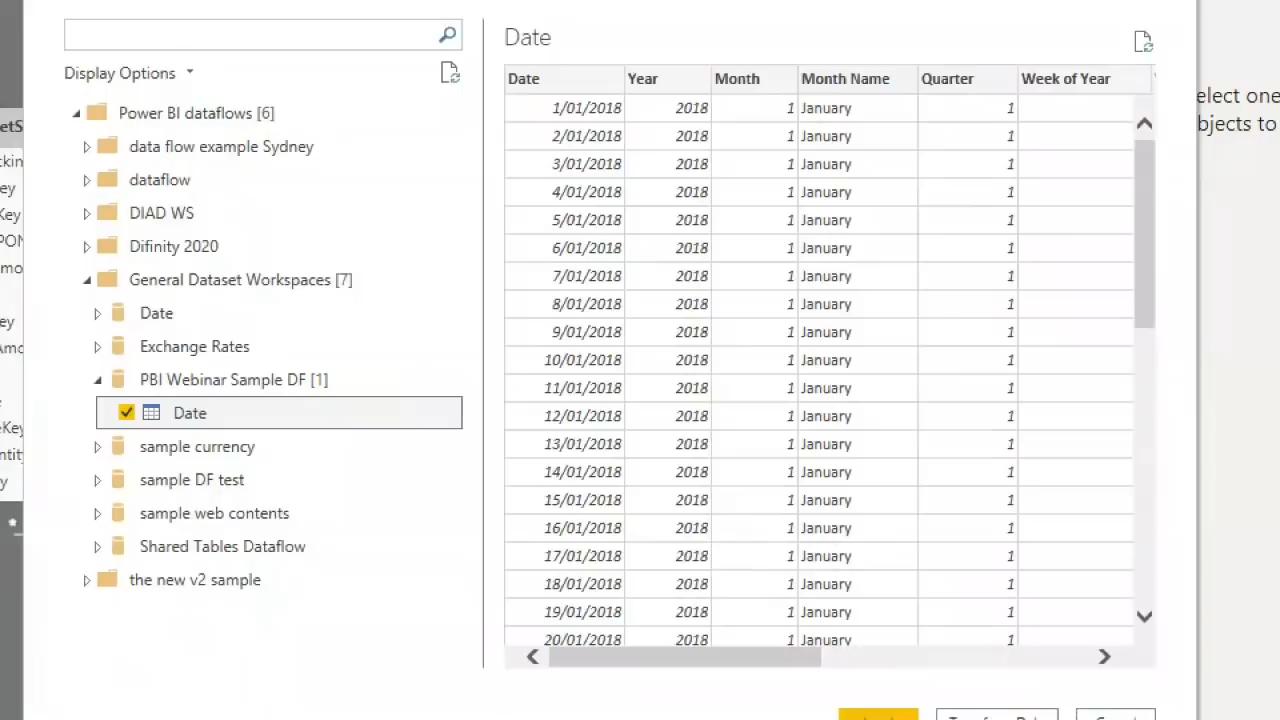 Display Options
Power BI dataflows [6]
data flow example Sydney
dataflow
DIAD WS
Difinity 2020
General Dataset Workspaces [7]
Date
Exchange Rates
PBI Webinar Sample DF [1]
Date
sample currency
sample DF test
sample web contents
Shared Tables Dataflow
the new v2 sample
Date
Date Year Month Month Name Quarter Week of Year
1/01/2018 2018 1 January 1
2/01/2018 2018 1 January 1
3/01/2018 2018 1 January 1
4/01/2018 2018 1 January 1
5/01/2018 2018 1 January 1
6/01/2018 2018 1 January 1
7/01/2018 2018 1 January 1
8/01/2018 2018 1 January 1
9/01/2018 2018 1 January 1
10/01/2018 2018 1 January 1
11/01/2018 2018 1 January 1
12/01/2018 2018 1 January 1
13/01/2018 2018 1 January 1
14/01/2018 2018 1 January 1
15/01/2018 2018 1 January 1
16/01/2018 2018 1 January 1
17/01/2018 2018 1 January 1
18/01/2018 2018 1 January 1
19/01/2018 2018 1 January 1
20/01/2018 2018 1 January 1
elect one
bjects to